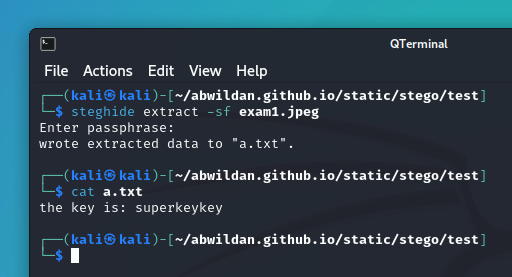 QTerminal
File Actions Edit View Help
┌──(kali㉿kali)-[~/abwildan.github.io/static/stego/test]
└─$ steghide extract -sf exam1.jpeg
Enter passphrase:
wrote extracted data to "a.txt".
┌──(kali㉿kali)-[~/abwildan.github.io/static/stego/test]
└─$ cat a.txt
the key is: superkeykey
┌──(kali㉿kali)-[~/abwildan.github.io/static/stego/test]
└─$